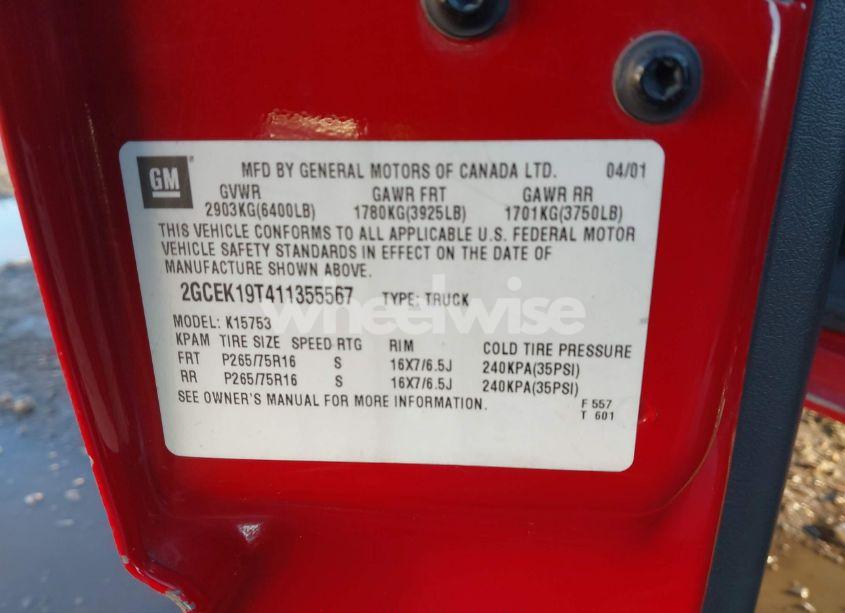 GM
MFD BY GENERAL MOTORS OF CANADA LTD. 04/01
GVWR GAWR FRT GAWR RR
2903KG(6400LB) 1780KG(3925LB) 1701KG(3750LB)
THIS VEHICLE CONFORMS TO ALL APPLICABLE U.S. FEDERAL MOTOR
VEHICLE SAFETY STANDARDS IN EFFECT ON THE DATE OF
MANUFACTURE SHOWN ABOVE.
2GCEK19T411355567 TYPE: TRUCK
wheelwise
MODEL: K15753
KPAM TIRE SIZE SPEED RTG RIM COLD TIRE PRESSURE
FRT P265/75R16 S 16X7/6.5J 240KPA(35PSI)
RR P265/75R16 S 16X7/6.5J 240KPA(35PSI)
SEE OWNER'S MANUAL FOR MORE INFORMATION.
F 557
T 601